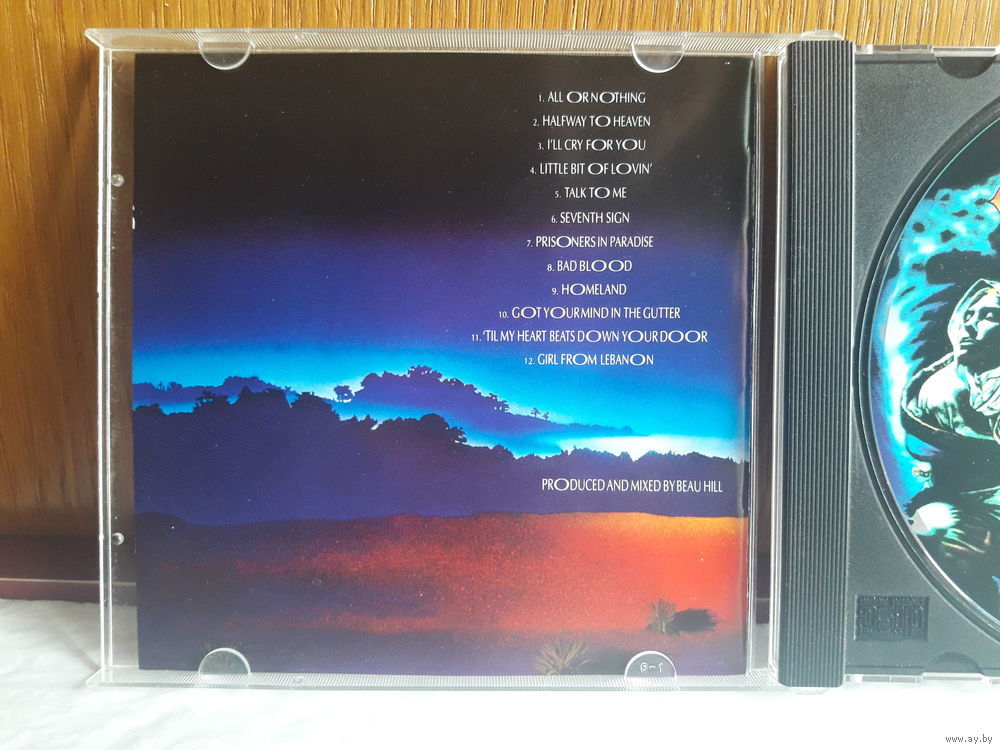 1. ALL OR NOTHING
2. HALFWAY TO HEAVEN
3. I'LL CRY FOR YOU
4. LITTLE BIT OF LOVIN'
5. TALK TO ME
6. SEVENTH SIGN
7. PRISONERS IN PARADISE
8. BAD BLOOD
9. HOMELAND
10. GOT YOUR MIND IN THE GUTTER
11. 'TIL MY HEART BEATS DOWN YOUR DOOR
12. GIRL FROM LEBANON
PRODUCED AND MIXED BY BEAU HILL
6-1
www.ay.by